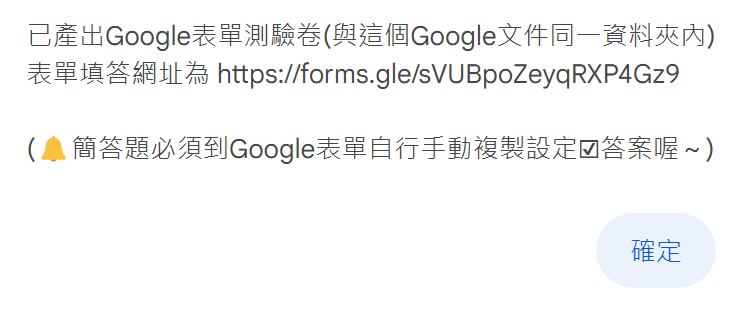 已產出Google表單測驗卷(與這個Google文件同一資料夾內)
表單填答網址為 https://forms.gle/sVUBpoZeyqRXP4Gz9
(🔔簡答題必須到Google表單自行手動複製設定☑答案喔～)
確定